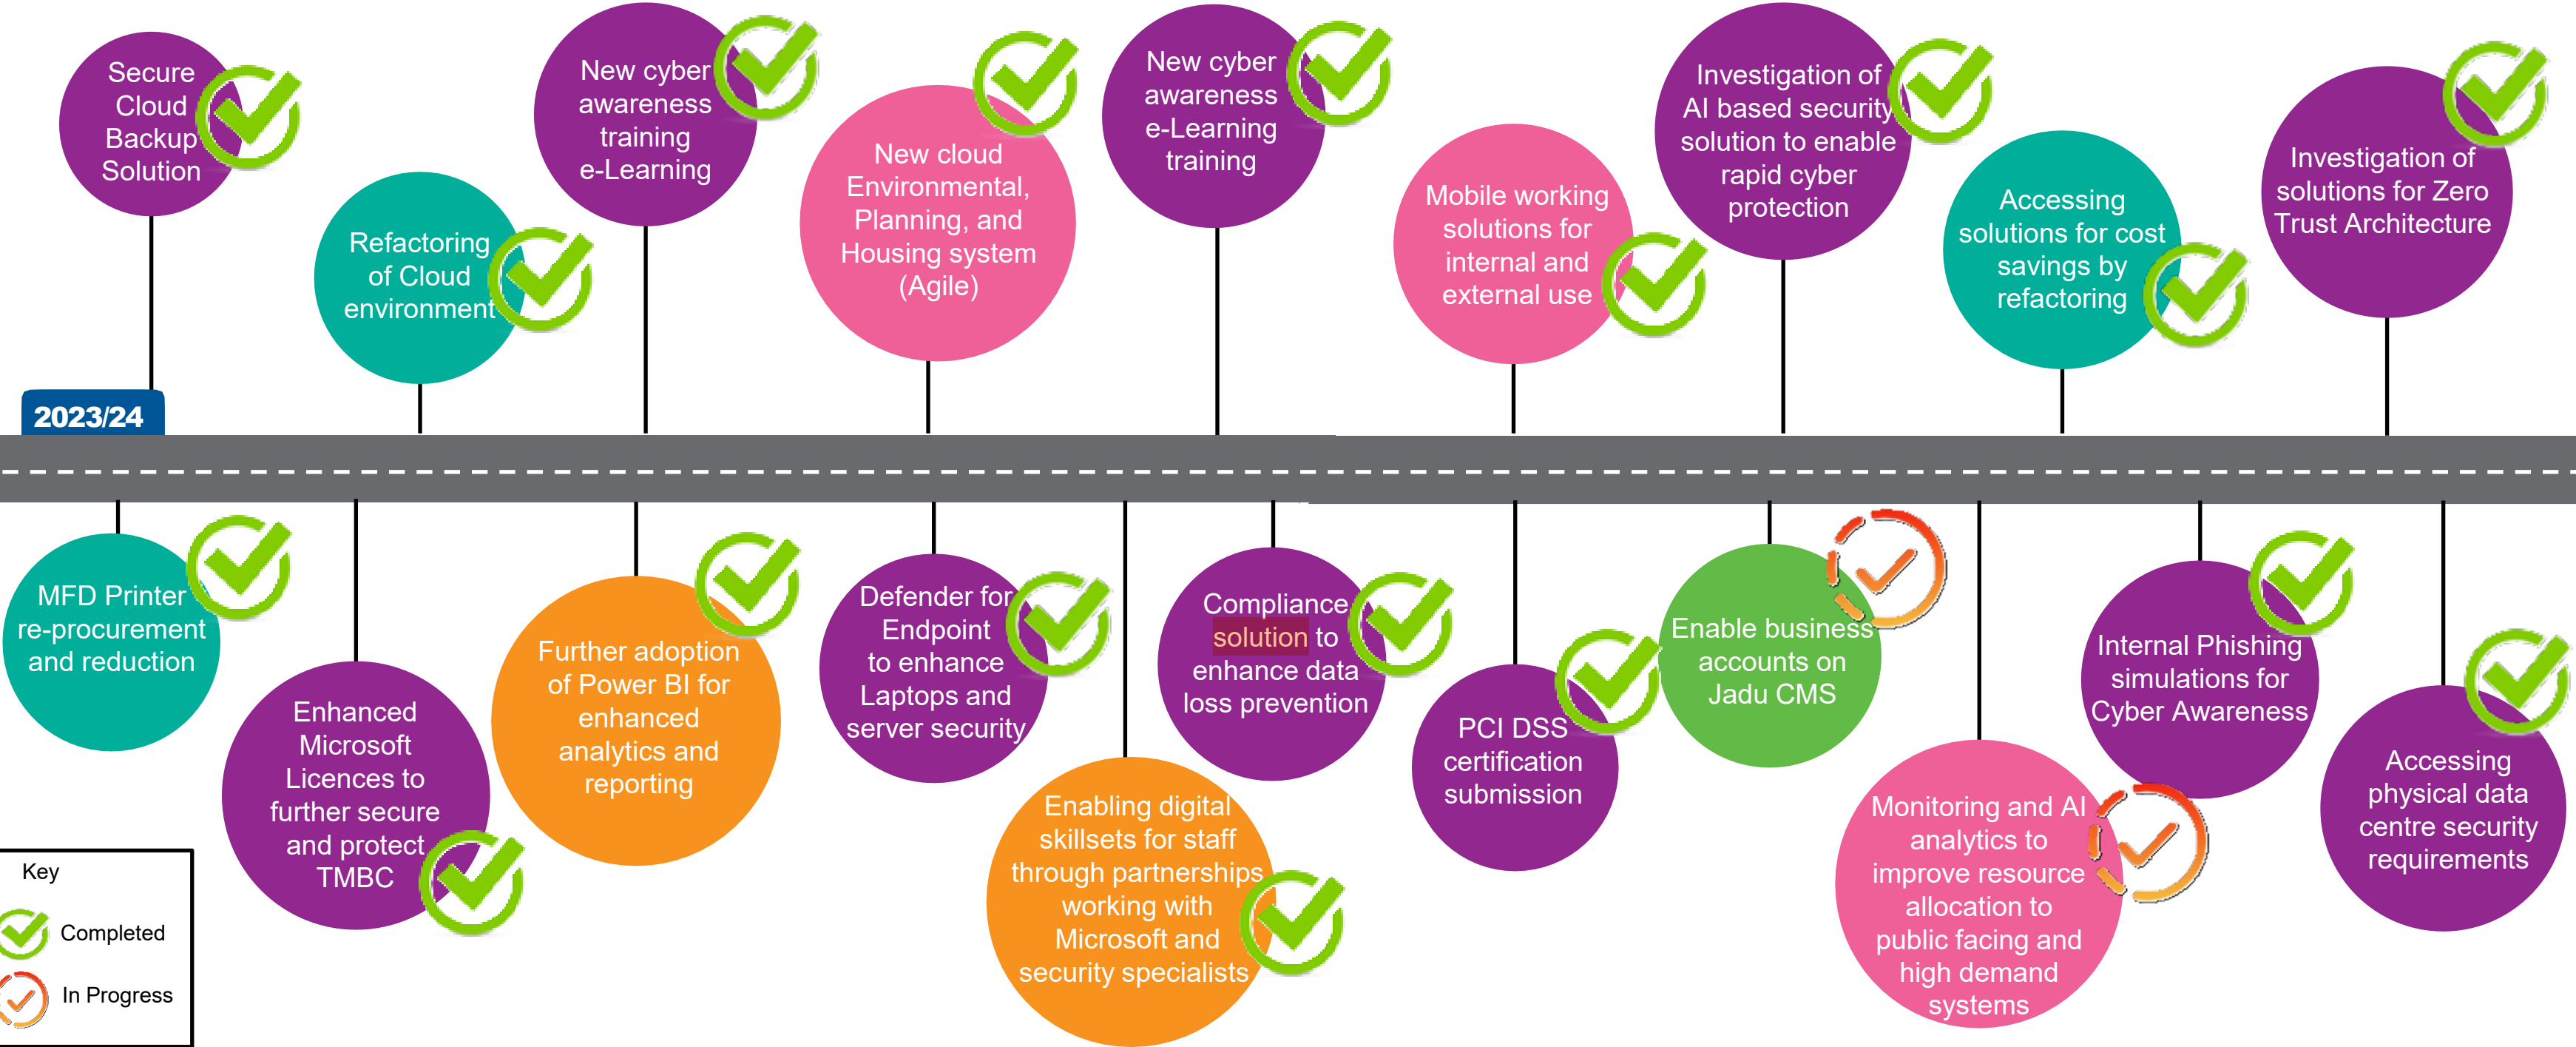 Secure
Cloud
Backup
Solution
Refactoring
of Cloud
environment
New cyber
awareness
training
e-Learning
New cloud
Environmental,
Planning, and
Housing system
(Agile)
New cyber
awareness
e-Learning
training
Mobile working
solutions for
internal and
external use
Investigation of
AI based security
solution to enable
rapid cyber
protection
Accessing
solutions for cost
savings by
refactoring
Investigation of
solutions for Zero
Trust Architecture
2023/24
MFD Printer
re-procurement
and reduction
Enhanced
Microsoft
Licences to
further secure
and protect
TMBC
Further adoption
of Power BI for
enhanced
analytics and
reporting
Defender for
Endpoint
to enhance
Laptops and
server security
Enabling digital
skillsets for staff
through partnerships
working with
Microsoft and
security specialists
Compliance
solution to
enhance data
loss prevention
PCI DSS
certification
submission
Enable business
accounts on
Jadu CMS
Monitoring and AI
analytics to
improve resource
allocation to
public facing and
high demand
systems
Internal Phishing
simulations for
Cyber Awareness
Accessing
physical data
centre security
requirements
Key
Completed
In Progress